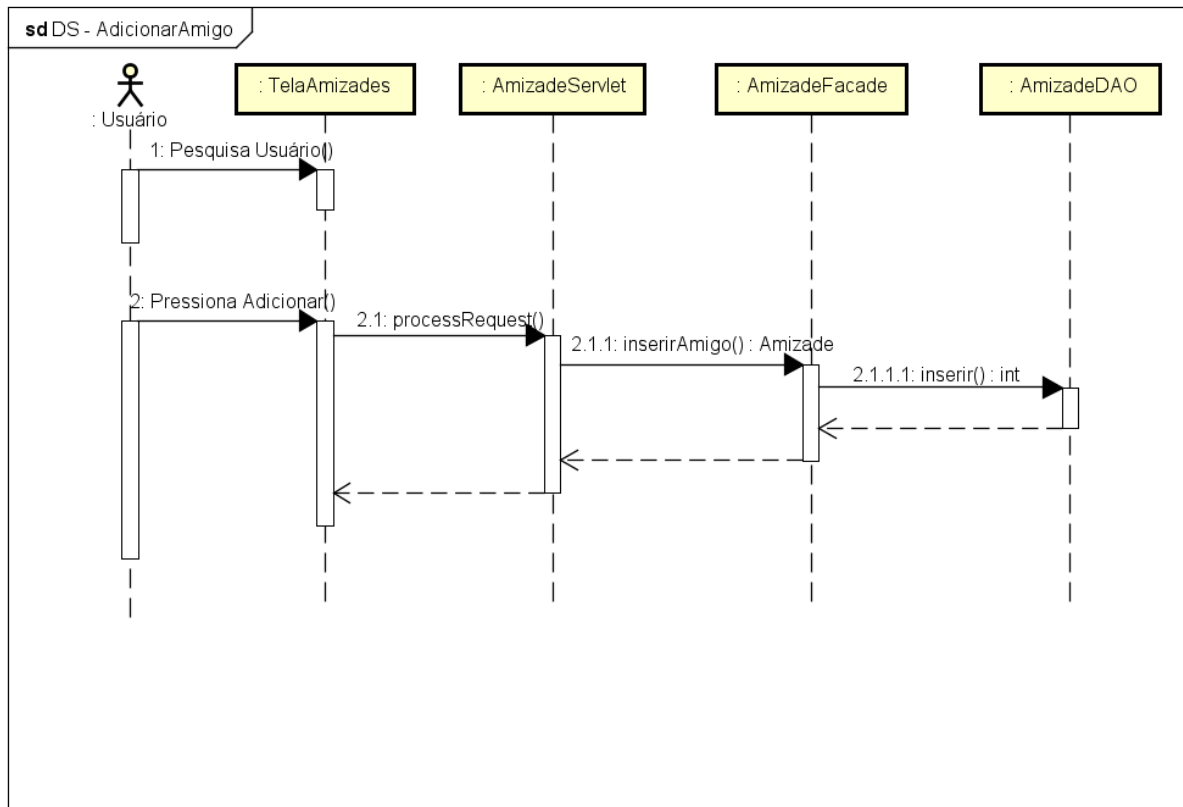 sd DS - AdicionarAmigo
: Usuário
: TelaAmizades
: AmizadeServlet
: AmizadeFacade
: AmizadeDAO
1: Pesquisa Usuário()
2: Pressiona Adicionar()
2.1: processRequest()
2.1.1: inserirAmigo() : Amizade
2.1.1.1: inserir() : int